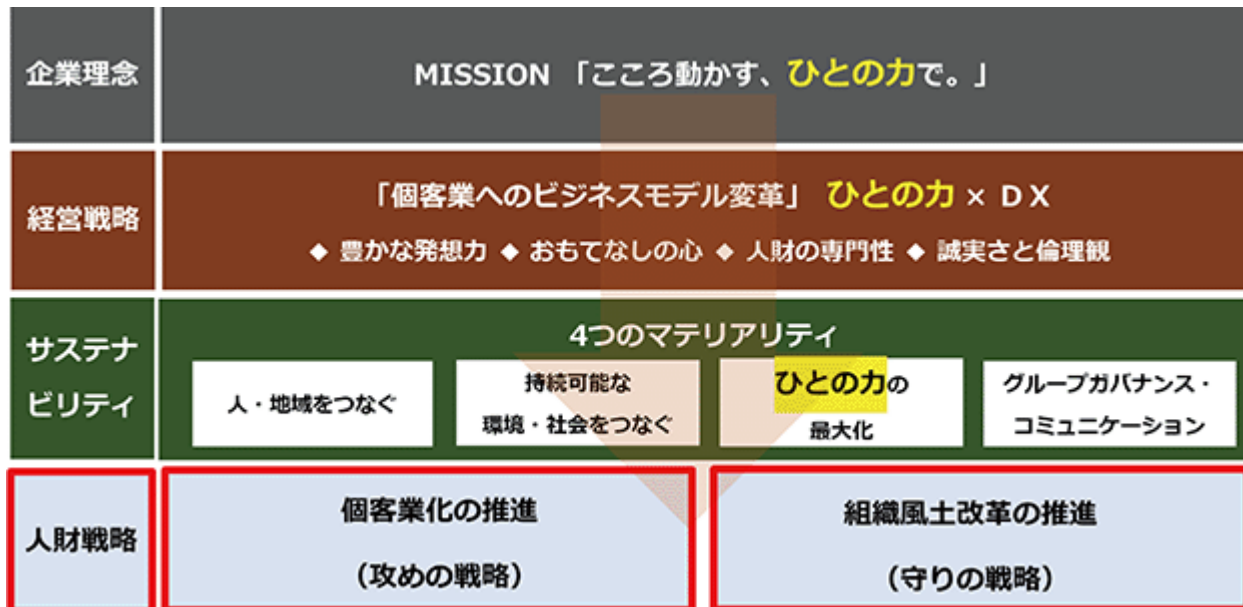 企業理念
MISSION 「こころ動かす、ひとの力で。」
経営戦略
「個客業へのビジネスモデル変革」 ひとの力 × ＤＸ
◆ 豊かな発想力 ◆ おもてなしの心 ◆ 人財の専門性 ◆ 誠実さと倫理観
サステナ
ビリティ
4つのマテリアリティ
人・地域をつなぐ
持続可能な
環境・社会をつなぐ
ひとの力の
最大化
グループガバナンス・
コミュニケーション
人財戦略
個客業化の推進
（攻めの戦略）
組織風土改革の推進
（守りの戦略）